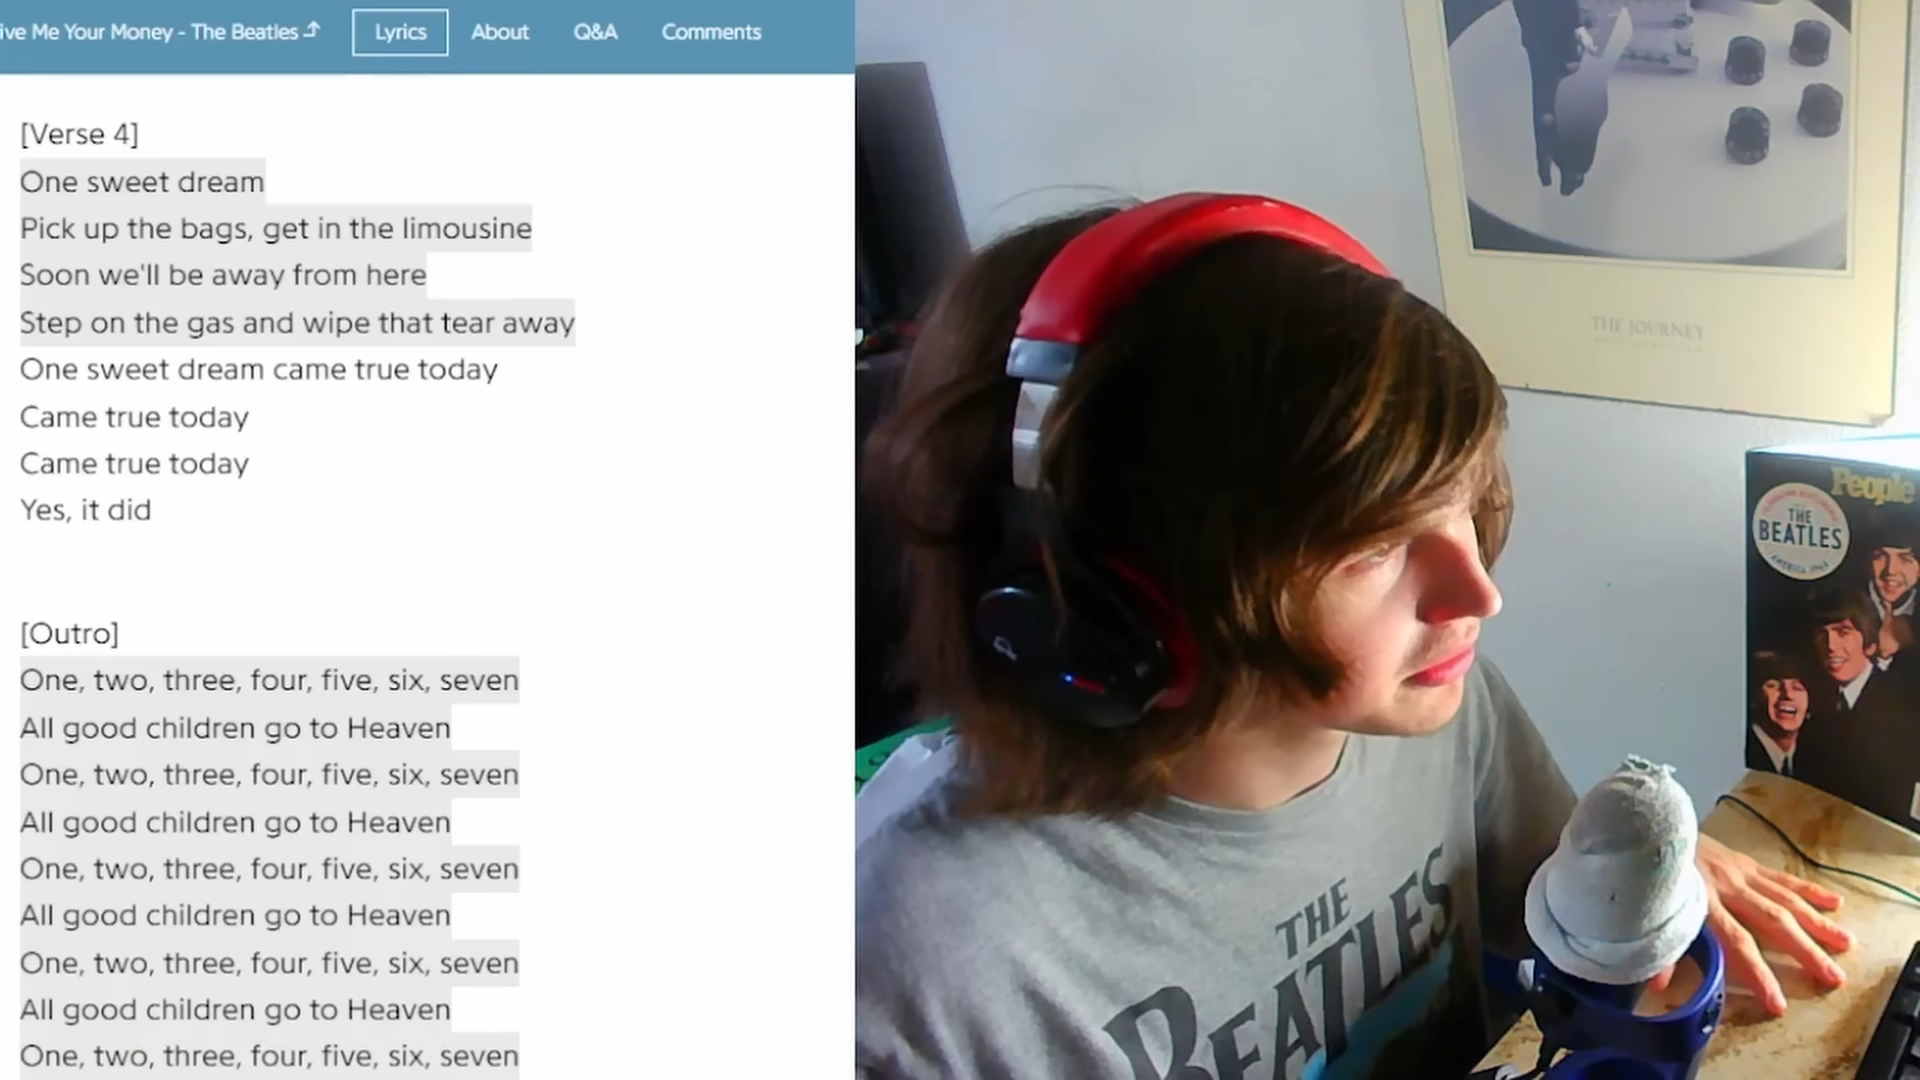 ive Me Your Money - The Beatles
Lyrics
About
Q&A
Comments
[Verse 4]
One sweet dream
Pick up the bags, get in the limousine
Soon we'll be away from here
Step on the gas and wipe that tear away
One sweet dream came true today
Came true today
Came true today
Yes, it did
[Outro]
One, two, three, four, five, six, seven
All good children go to Heaven
One, two, three, four, five, six, seven
All good children go to Heaven
One, two, three, four, five, six, seven
All good children go to Heaven
One, two, three, four, five, six, seven
All good children go to Heaven
One, two, three, four, five, six, seven
THE JOURNEY
People
THE
BEATLES
THE
BEATLES